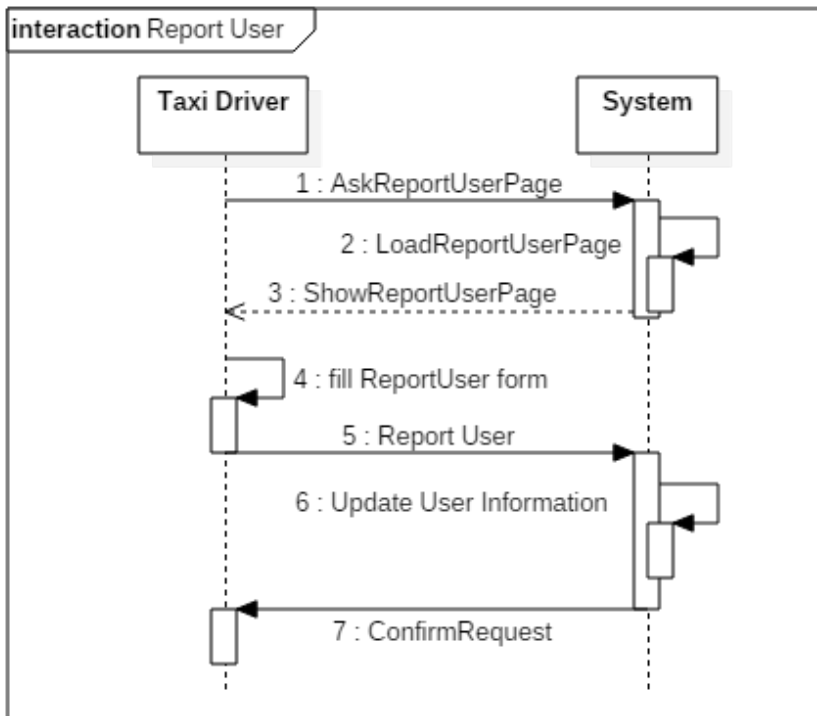 interaction Report User
Taxi Driver
System
1 : AskReportUserPage
2 : LoadReportUserPage
3 : ShowReportUserPage
4 : fill ReportUser form
5 : Report User
6 : Update User Information
7 : ConfirmRequest